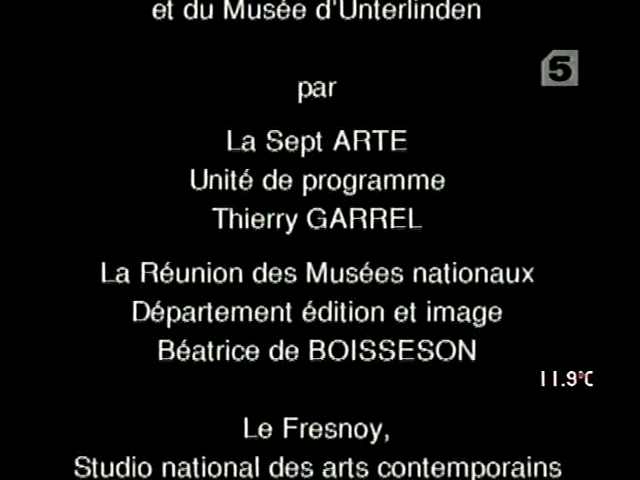 et du Musée d'Unterlinden
5
par
La Sept ARTE
Unité de programme
Thierry GARREL
La Réunion des Musées nationaux
Département édition et image
Béatrice de BOISSESON
11.9°C
Le Fresnoy,
Studio national des arts contemporains